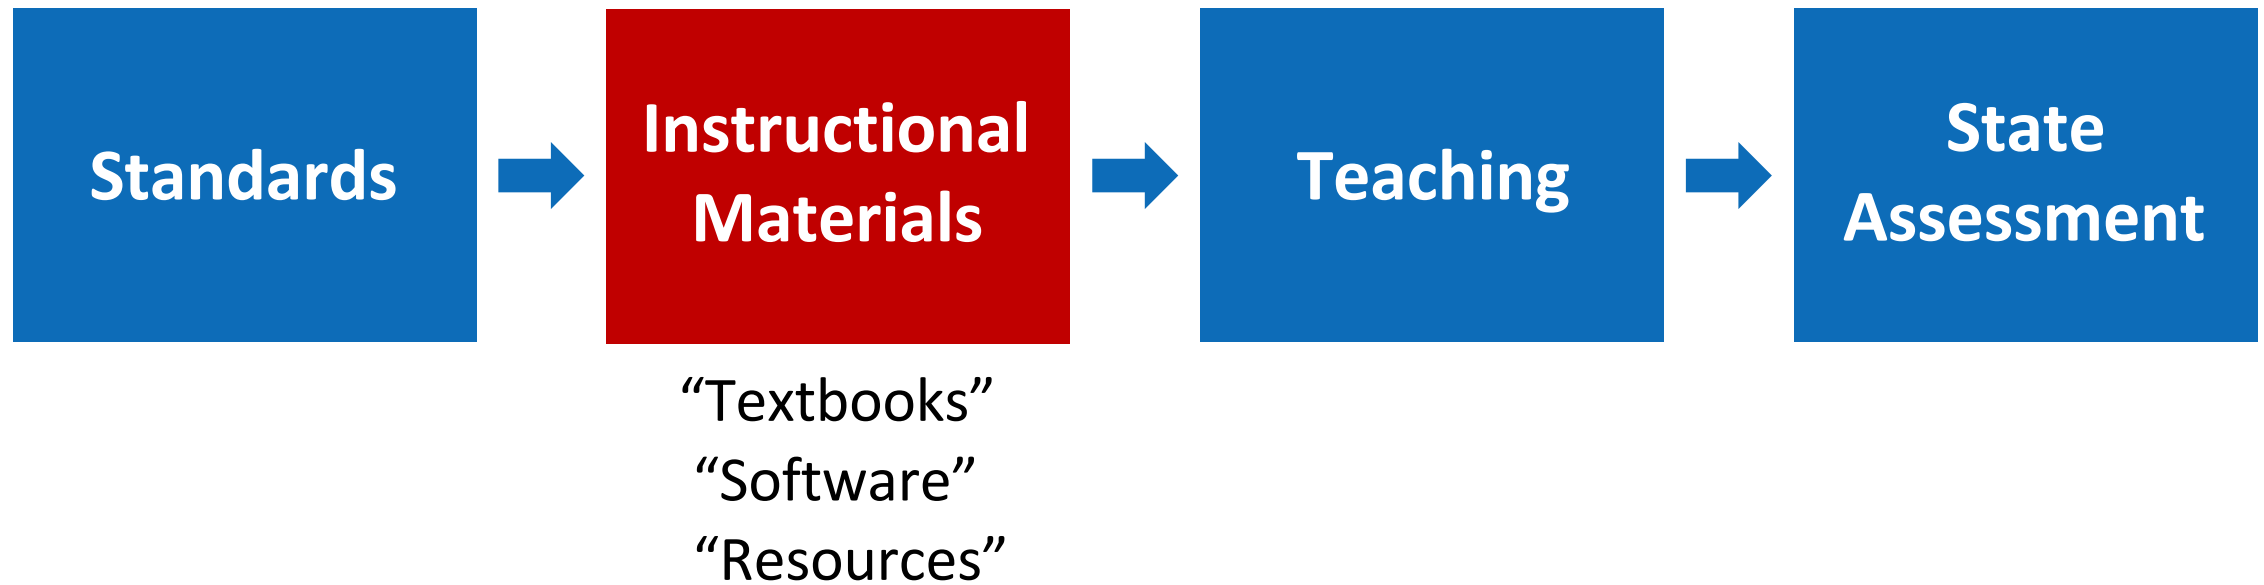 Standards
Instructional
Materials
Teaching
State
Assessment
“Textbooks”
“Software”
“Resources”